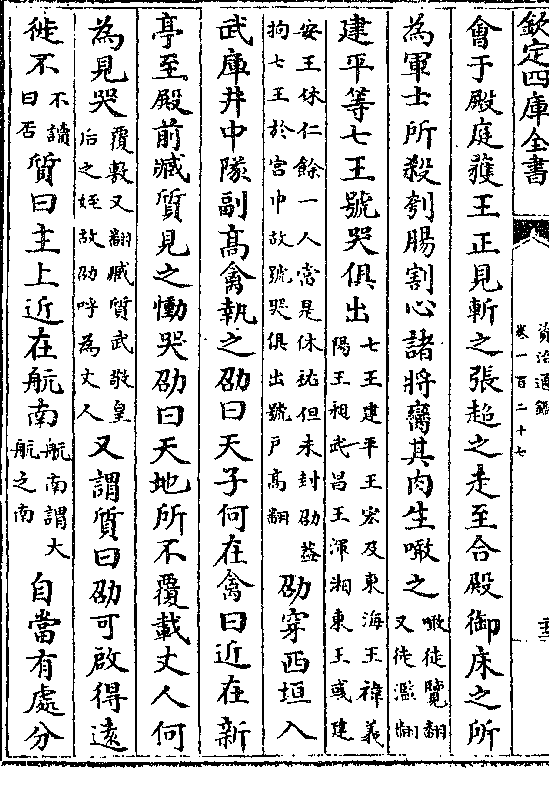 欽定四庫全書
資治通鑑
卷一百二十七
會于殿庭獲王正見斬之張超之走至合殿御床之所
為軍士所殺刳腸割心諸將臠其肉生噉之噉徒覽翻又徒濫翻
建平等七王號哭俱出七王建平王宏及東海王禕義陽王昶武昌王渾湘東王彧建
安王休仁餘一人當是休祐但未封劭蓋拘七王於宮中故號哭俱出號戶髙翻劭穿西垣入
武庫井中隊副髙禽執之劭曰天子何在禽曰近在新
亭至殿前臧質見之慟哭劭曰天地所不覆載丈人何
為見哭覆敷又翻臧質武敬皇后之姪故劭呼為丈人又謂質曰劭可啟得逺
徙不不讀曰否質曰主上近在航南航南謂大航之南自當有處分